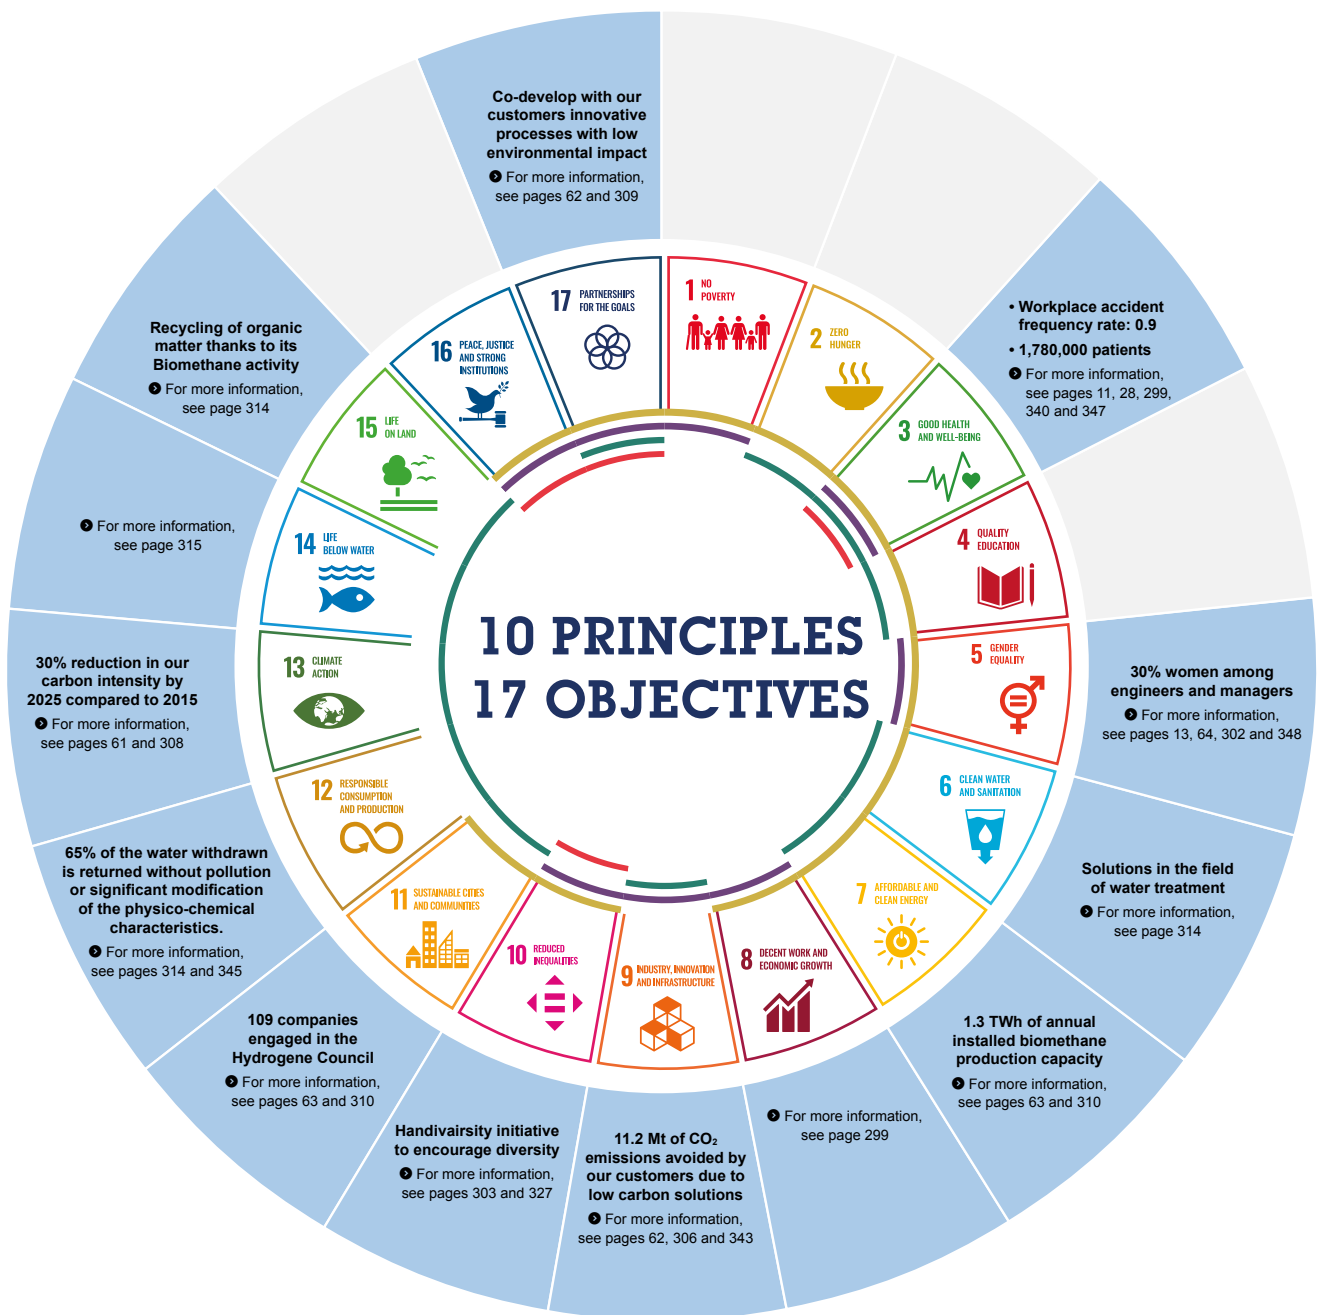 10 PRINCIPLES
17 OBJECTIVES
1 NO
POVERTY
2 ZERO
HUNGER
3 GOOD HEALTH
AND WELL-BEING
• Workplace accident
frequency rate: 0.9
• 1,780,000 patients
For more information,
see pages 11, 28, 299,
340 and 347
4 QUALITY
EDUCATION
5 GENDER
EQUALITY
30% women among
engineers and managers
For more information,
see pages 13, 64, 302 and 348
6 CLEAN WATER
AND SANITATION
Solutions in the field
of water treatment
For more information,
see page 314
7 AFFORDABLE AND
CLEAN ENERGY
1.3 TWh of annual
installed biomethane
production capacity
For more information,
see pages 63 and 310
8 DECENT WORK AND
ECONOMIC GROWTH
For more information,
see page 299
9 INDUSTRY, INNOVATION
AND INFRASTRUCTURE
11.2 Mt of CO₂
emissions avoided by
our customers due to
low carbon solutions
For more information,
see pages 62, 306 and 343
10 REDUCED
INEQUALITIES
Handivairsity initiative
to encourage diversity
For more information,
see pages 303 and 327
11 SUSTAINABLE CITIES
AND COMMUNITIES
109 companies
engaged in the
Hydrogene Council
For more information,
see pages 63 and 310
12 RESPONSIBLE
CONSUMPTION
AND PRODUCTION
65% of the water withdrawn
is returned without pollution
or significant modification
of the physico-chemical
characteristics.
For more information,
see pages 314 and 345
13 CLIMATE
ACTION
30% reduction in our
carbon intensity by
2025 compared to 2015
For more information,
see pages 61 and 308
14 LIFE
BELOW WATER
For more information,
see page 315
15 LIFE
ON LAND
Recycling of organic
matter thanks to its
Biomethane activity
For more information,
see page 314
16 PEACE, JUSTICE
AND STRONG
INSTITUTIONS
17 PARTNERSHIPS
FOR THE GOALS
Co-develop with our
customers innovative
processes with low
environmental impact
For more information,
see pages 62 and 309